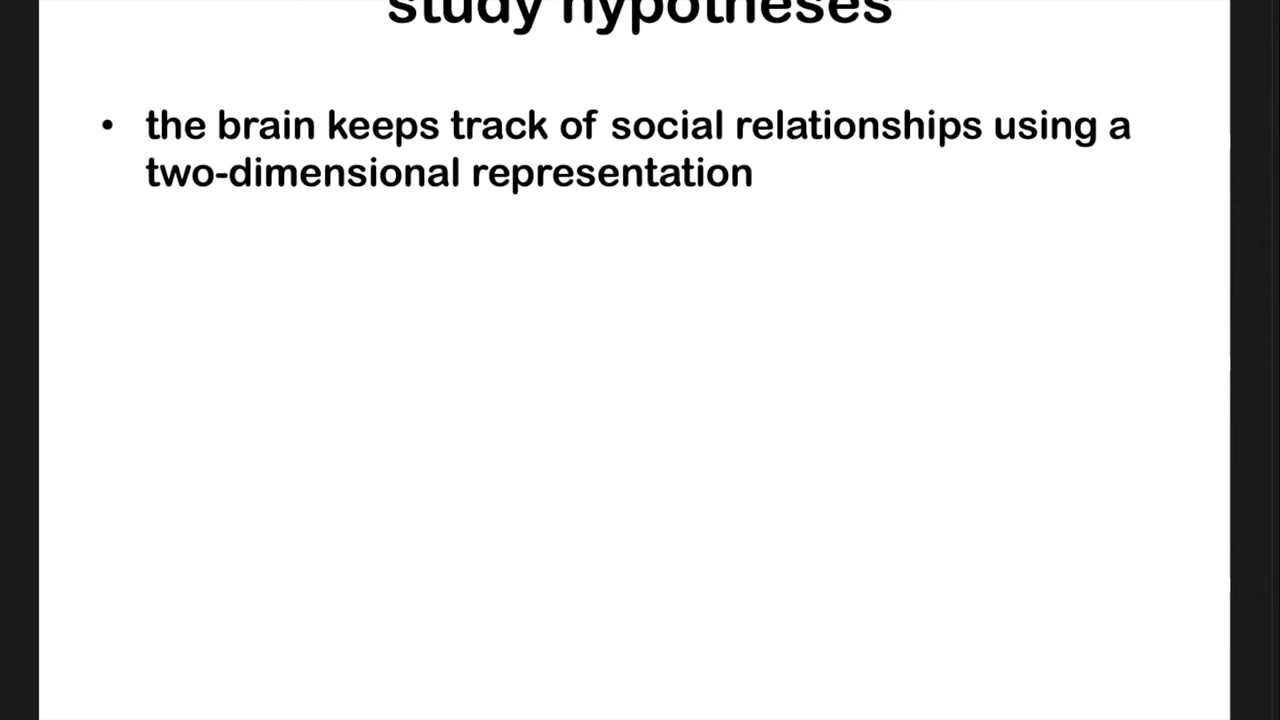 study hypotheses
• the brain keeps track of social relationships using a
two-dimensional representation